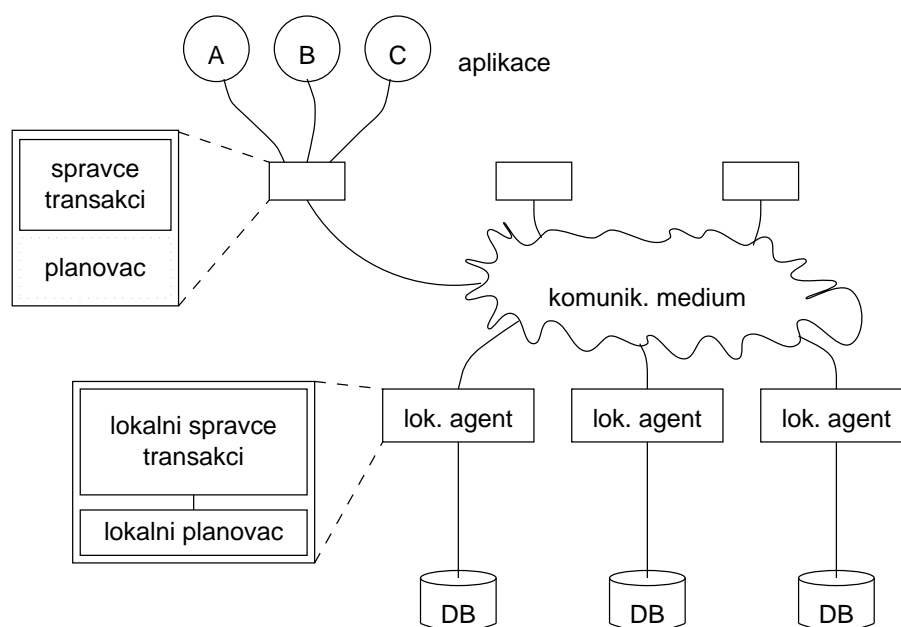 A B C
aplikace
spravce
transakci
planovac
komunik. medium
lok. agent
lok. agent
lok. agent
lokalni spravce
transakci
lokalni planovac
DB
DB
DB